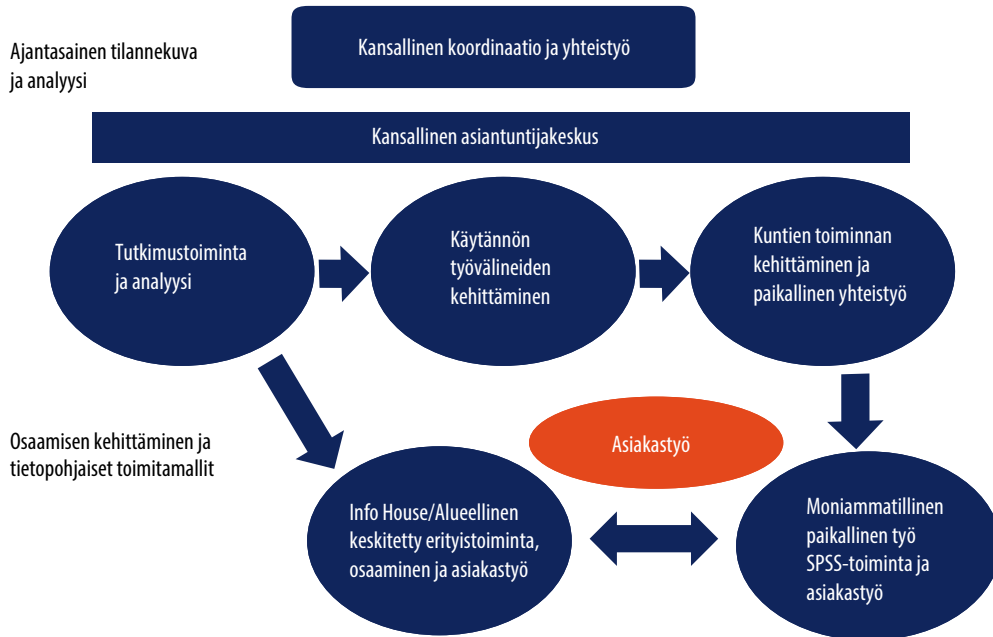 Ajantasainen tilannekuva
ja analyysi
Kansallinen koordinaatio ja yhteistyö
Kansallinen asiantuntijakeskus
Tutkimustoiminta
ja analyysi
Käytännön
työvälineiden
kehittäminen
Kuntien toiminnan
kehittäminen ja
paikallinen yhteistyö
Osaamisen kehittäminen ja
tietopohjaiset toimitamallit
Asiakastyö
Info House/Alueellinen
keskitetty erityistoiminta,
osaaminen ja asiakastyö
Moniammatillinen
paikallinen työ
SPSS-toiminta ja
asiakastyö